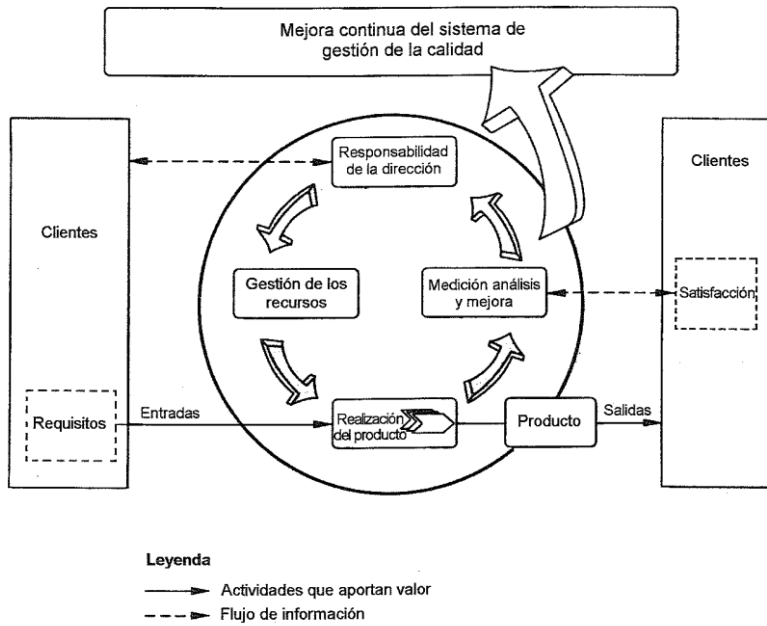 Mejora continua del sistema de
gestión de la calidad
Clientes
Responsabilidad
de la dirección
Clientes
Gestión de los
recursos
Medición análisis
y mejora
Satisfacción
Requisitos
Entradas
Realización
del producto
Producto
Salidas
Leyenda
Actividades que aportan valor
Flujo de información